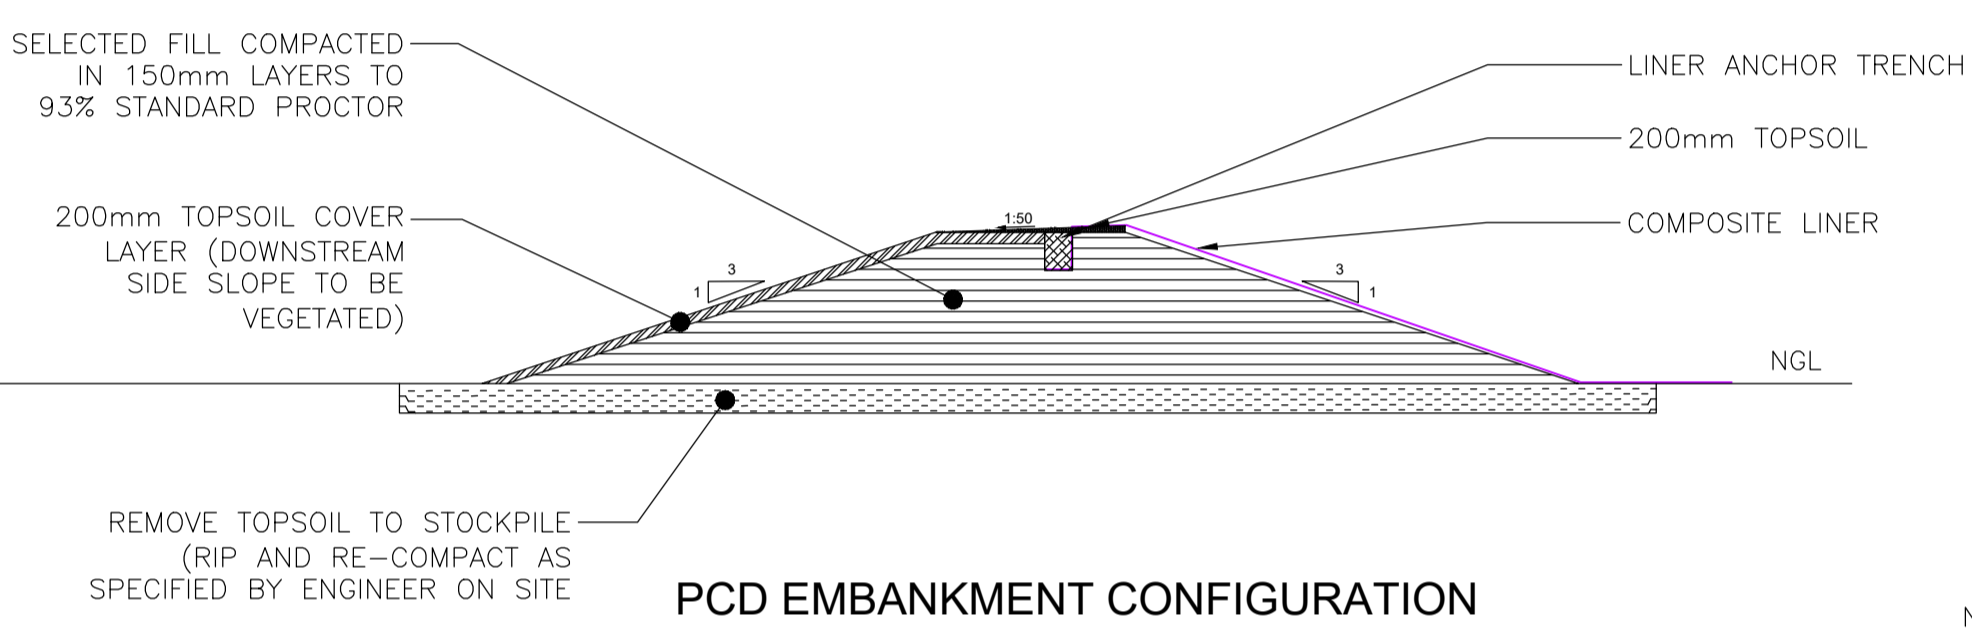 SELECTED FILL COMPACTED
IN 150mm LAYERS TO
93% STANDARD PROCTOR
200mm TOPSOIL COVER
LAYER (DOWNSTREAM
SIDE SLOPE TO BE
VEGETATED)
REMOVE TOPSOIL TO STOCKPILE
(RIP AND RE-COMPACT AS
SPECIFIED BY ENGINEER ON SITE
1:50
3
1
3
1
LINER ANCHOR TRENCH
200mm TOPSOIL
COMPOSITE LINER
NGL
PCD EMBANKMENT CONFIGURATION